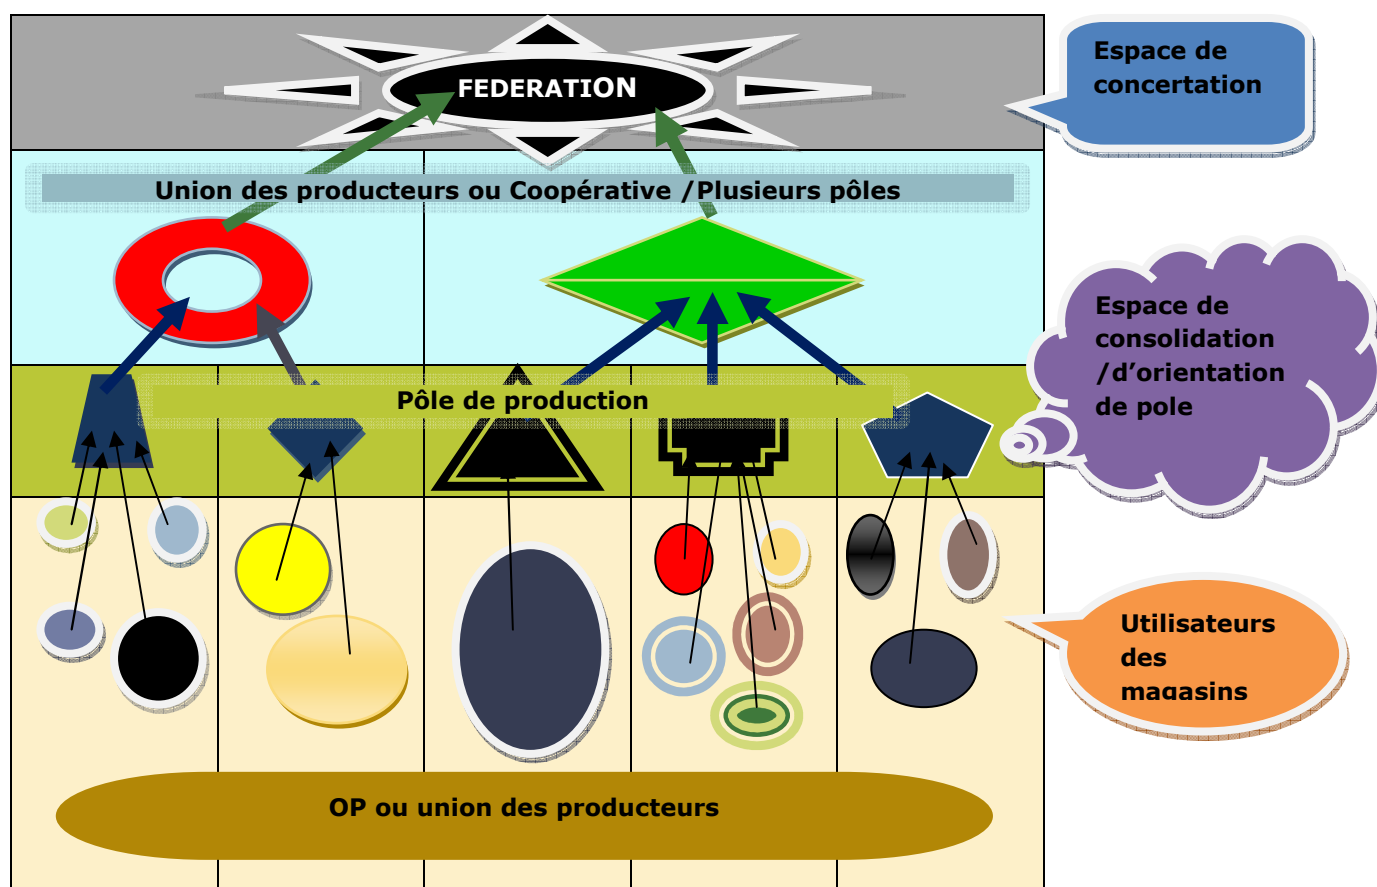 FEDERATION
Espace de
concertation
Union des producteurs ou Coopérative /Plusieurs pôles
Espace de
consolidation
/d’orientation
de pole
Pôle de production
Utilisateurs
des
magasins
OP ou union des producteurs